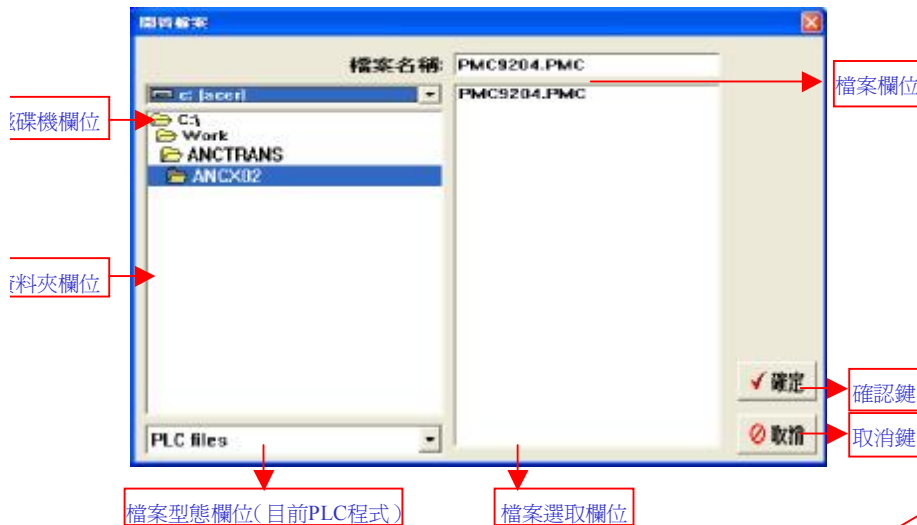 開啓檔案
檔案名稱: PMC9204.PMC
檔案欄位
c: [acer]
PMC9204.PMC
碟機欄位
C:\
Work
ANCTRANS
ANCX02
料夾欄位
確定
確認鍵
PLC files
取消
取消鍵
檔案型態欄位(目前PLC程式)
檔案選取欄位